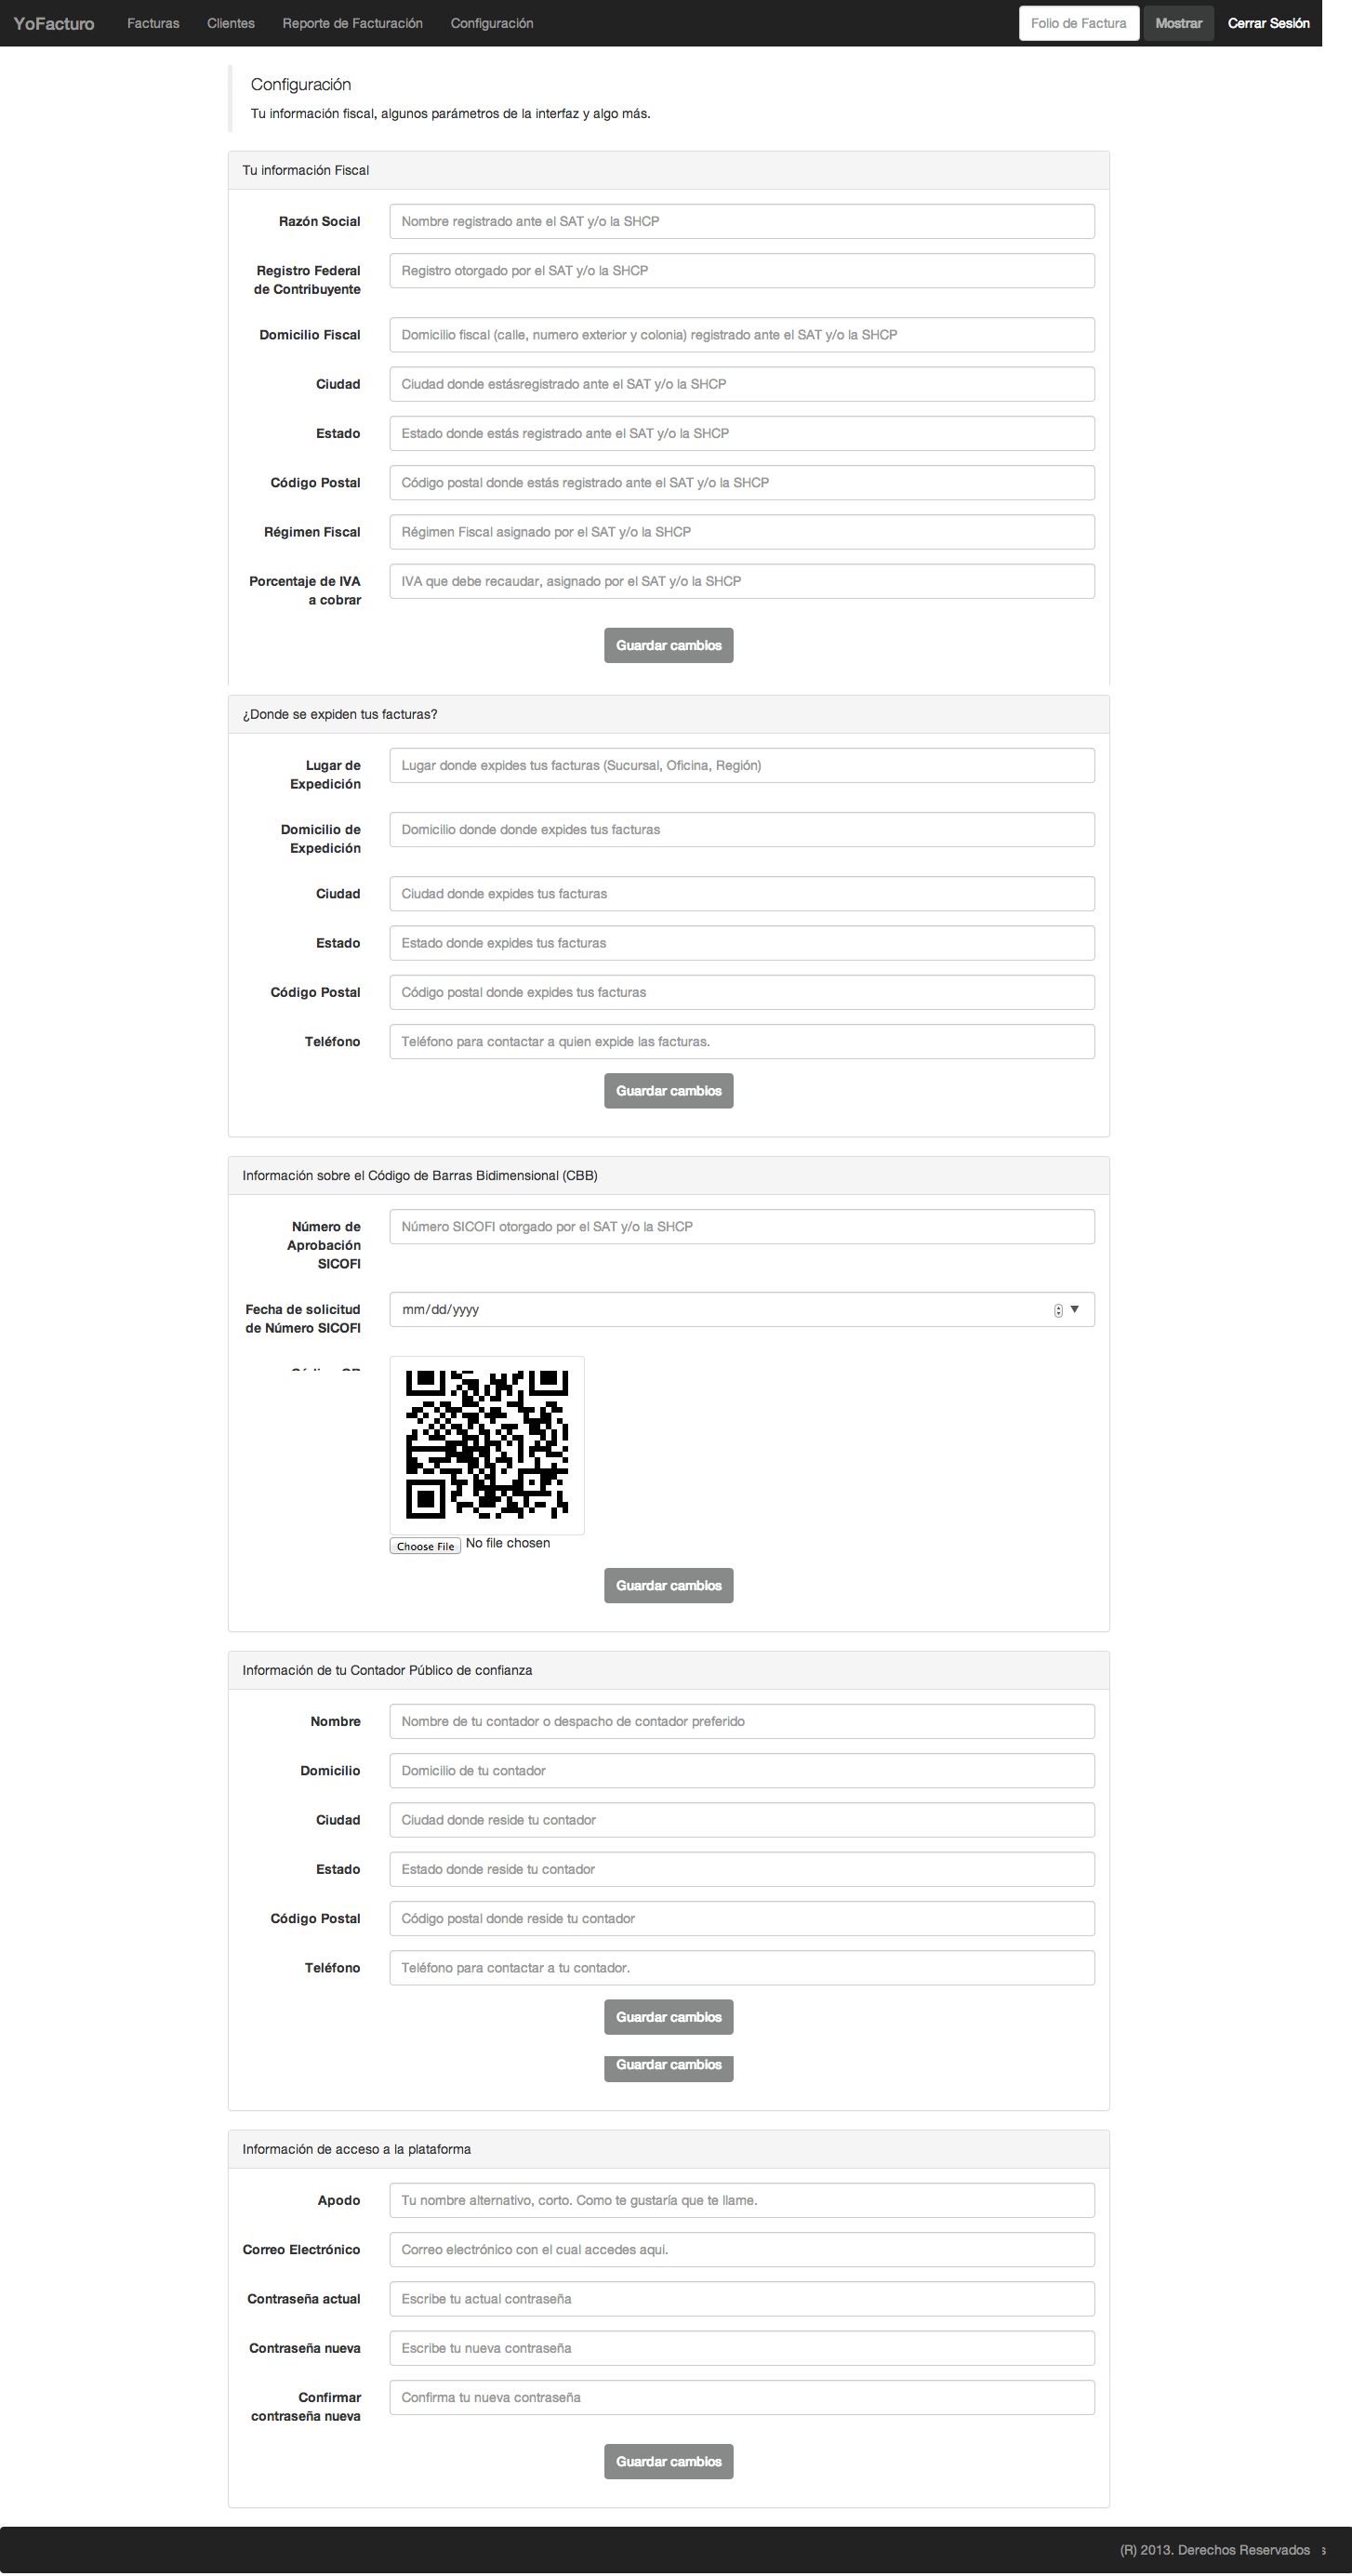 YoFacturo Facturas Clientes Reporte de Facturación Configuración Folio de Factura Mostrar Cerrar Sesión
Configuración
Tu información fiscal, algunos parámetros de la interfaz y algo más.
Tu información Fiscal
Razón Social Nombre registrado ante el SAT y/o la SHCP
Registro Federal Registro otorgado por el SAT y/o la SHCP
de Contribuyente
Domicilio Fiscal Domicilio fiscal (calle, numero exterior y colonia) registrado ante el SAT y/o la SHCP
Ciudad Ciudad donde estásregistrado ante el SAT y/o la SHCP
Estado Estado donde estás registrado ante el SAT y/o la SHCP
Código Postal Código postal donde estás registrado ante el SAT y/o la SHCP
Régimen Fiscal Régimen Fiscal asignado por el SAT y/o la SHCP
Porcentaje de IVA IVA que debe recaudar, asignado por el SAT y/o la SHCP
a cobrar
Guardar cambios
¿Donde se expiden tus facturas?
Lugar de Lugar donde expides tus facturas (Sucursal, Oficina, Región)
Expedición
Domicilio de Domicilio donde donde expides tus facturas
Expedición
Ciudad Ciudad donde expides tus facturas
Estado Estado donde expides tus facturas
Código Postal Código postal donde expides tus facturas
Teléfono Teléfono para contactar a quien expide las facturas.
Guardar cambios
Información sobre el Código de Barras Bidimensional (CBB)
Número de Número SICOFI otorgado por el SAT y/o la SHCP
Aprobación
SICOFI
Fecha de solicitud mm/dd/yyyy
de Número SICOFI
Choose File No file chosen
Guardar cambios
Información de tu Contador Público de confianza
Nombre Nombre de tu contador o despacho de contador preferido
Domicilio Domicilio de tu contador
Ciudad Ciudad donde reside tu contador
Estado Estado donde reside tu contador
Código Postal Código postal donde reside tu contador
Teléfono Teléfono para contactar a tu contador.
Guardar cambios
Guardar cambios
Información de acceso a la plataforma
Apodo Tu nombre alternativo, corto. Como te gustaría que te llame.
Correo Electrónico Correo electrónico con el cual accedes aqui.
Contraseña actual Escribe tu actual contraseña
Contraseña nueva Escribe tu nueva contraseña
Confirmar Confirma tu nueva contraseña
contraseña nueva
Guardar cambios
(R) 2013. Derechos Reservados s